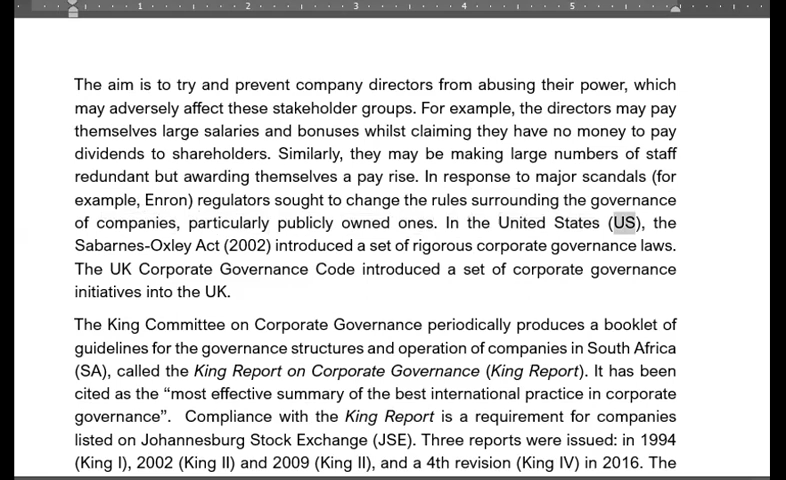 1 2 3 4 5
The aim is to try and prevent company directors from abusing their power, which
may adversely affect these stakeholder groups. For example, the directors may pay
themselves large salaries and bonuses whilst claiming they have no money to pay
dividends to shareholders. Similarly, they may be making large numbers of staff
redundant but awarding themselves a pay rise. In response to major scandals (for
example, Enron) regulators sought to change the rules surrounding the governance
of companies, particularly publicly owned ones. In the United States (US), the
Sabarnes-Oxley Act (2002) introduced a set of rigorous corporate governance laws.
The UK Corporate Governance Code introduced a set of corporate governance
initiatives into the UK.
The King Committee on Corporate Governance periodically produces a booklet of
guidelines for the governance structures and operation of companies in South Africa
(SA), called the King Report on Corporate Governance (King Report). It has been
cited as the “most effective summary of the best international practice in corporate
governance”. Compliance with the King Report is a requirement for companies
listed on Johannesburg Stock Exchange (JSE). Three reports were issued: in 1994
(King I), 2002 (King II) and 2009 (King II), and a 4th revision (King IV) in 2016. The